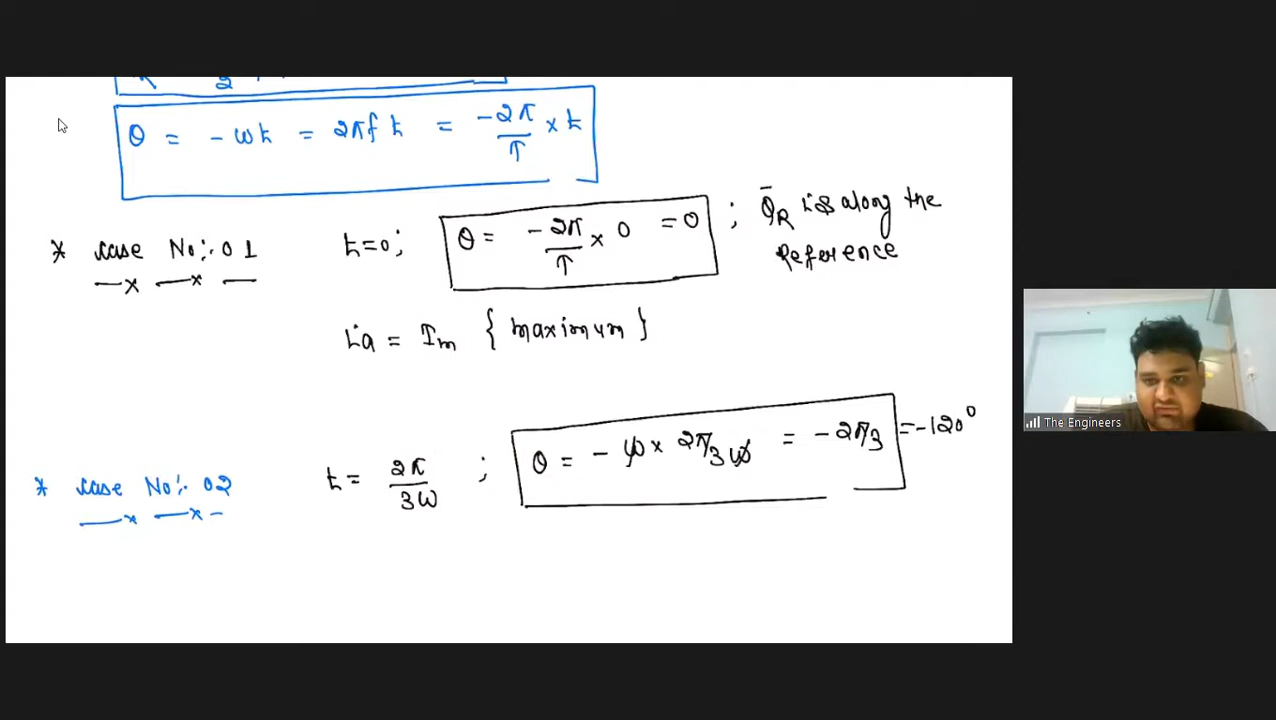 θ = - ωt = 2πf t = -2π/T × t
* Case No:- 01 t=0; θ = -2π/T × 0 = 0 ; φ̄R is along the
reference
ia = Im { maximum }
* Case No:- 02 t = 2π/3ω ; θ = - ω × 2π/3ω = - 2π/3 = -120°
The Engineers